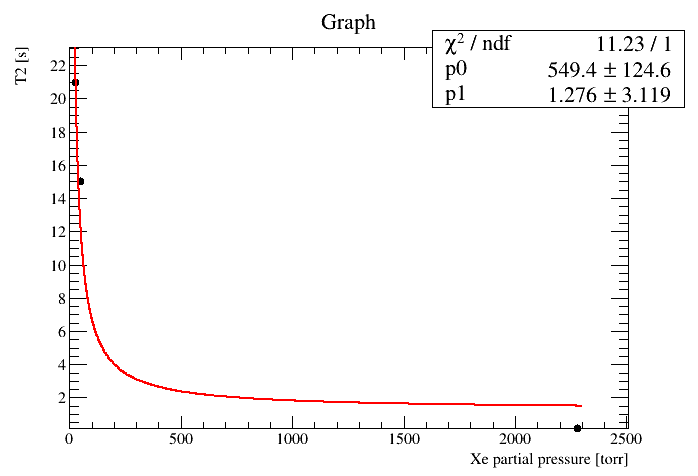 Graph
χ² / ndf 11.23 / 1
p0 549.4 ± 124.6
p1 1.276 ± 3.119
T2 [s]
22
20
18
16
14
12
10
8
6
4
2
0 500 1000 1500 2000 2500
Xe partial pressure [torr]